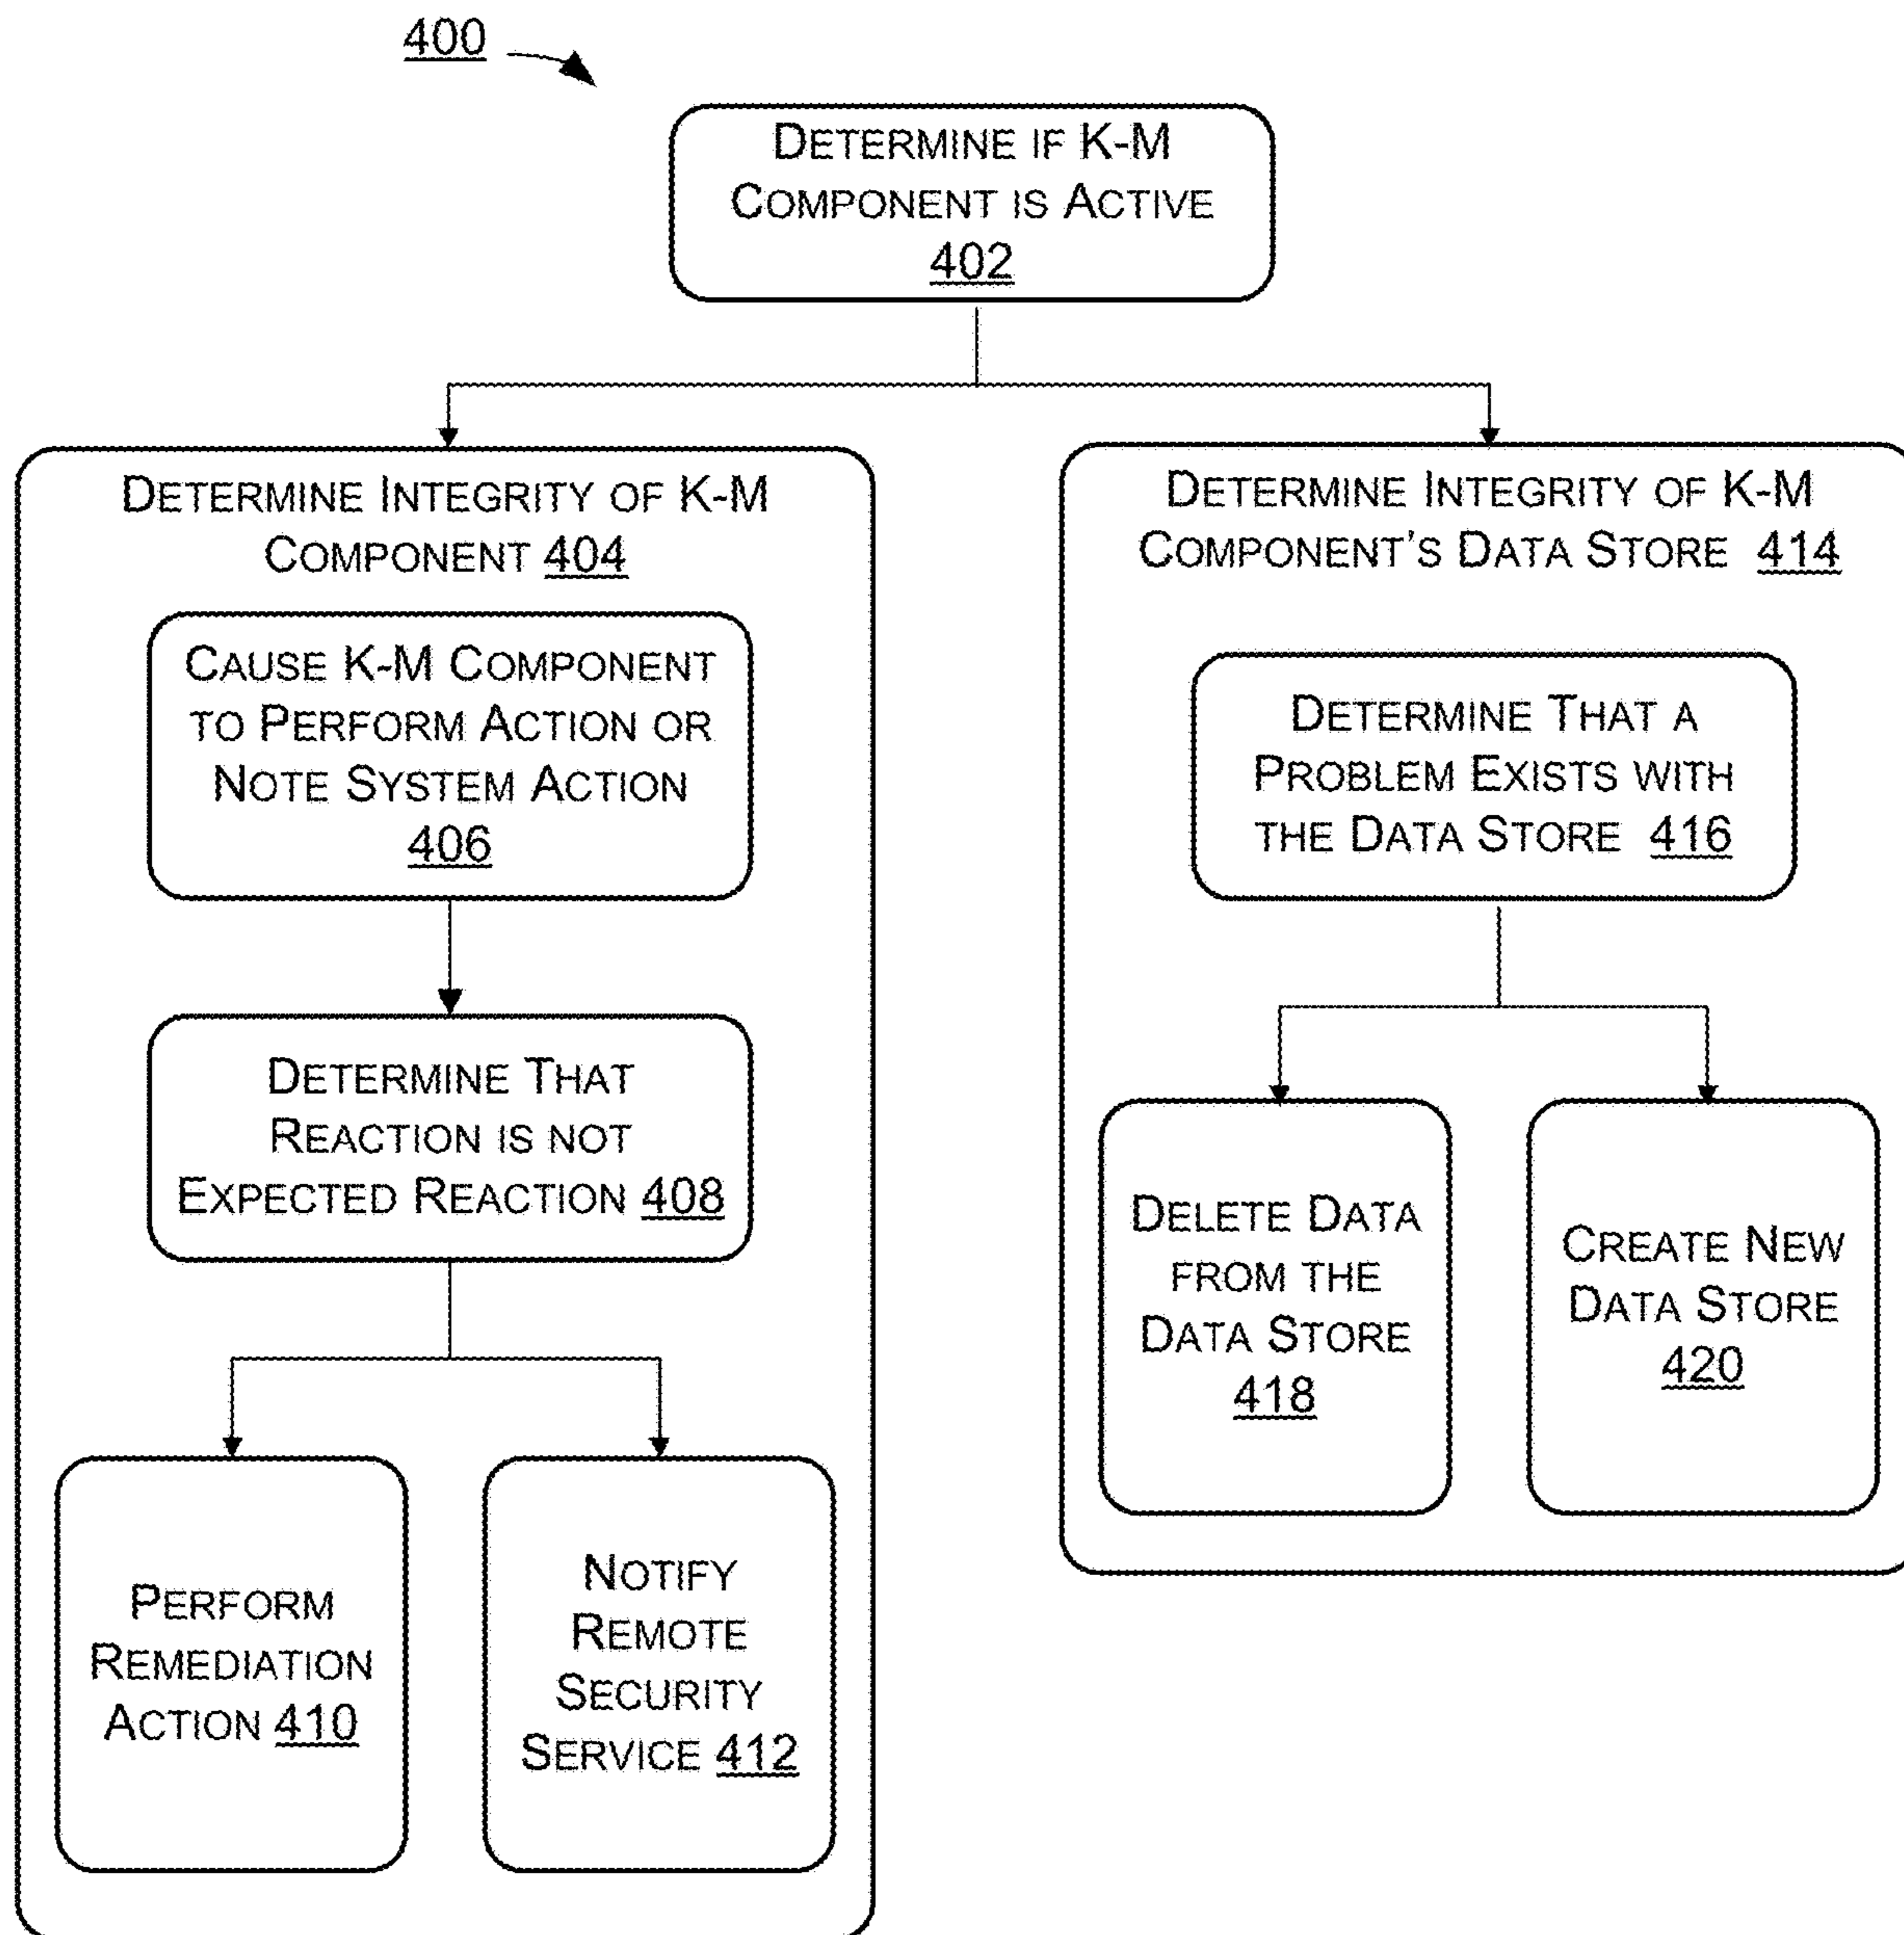 400
DETERMINE IF K-M
COMPONENT IS ACTIVE
402
DETERMINE INTEGRITY OF K-M
COMPONENT 404
CAUSE K-M COMPONENT
TO PERFORM ACTION OR
NOTE SYSTEM ACTION
406
DETERMINE THAT
REACTION IS NOT
EXPECTED REACTION 408
PERFORM
REMEDIATION
ACTION 410
NOTIFY
REMOTE
SECURITY
SERVICE 412
DETERMINE INTEGRITY OF K-M
COMPONENT'S DATA STORE 414
DETERMINE THAT A
PROBLEM EXISTS WITH
THE DATA STORE 416
DELETE DATA
FROM THE
DATA STORE
418
CREATE NEW
DATA STORE
420